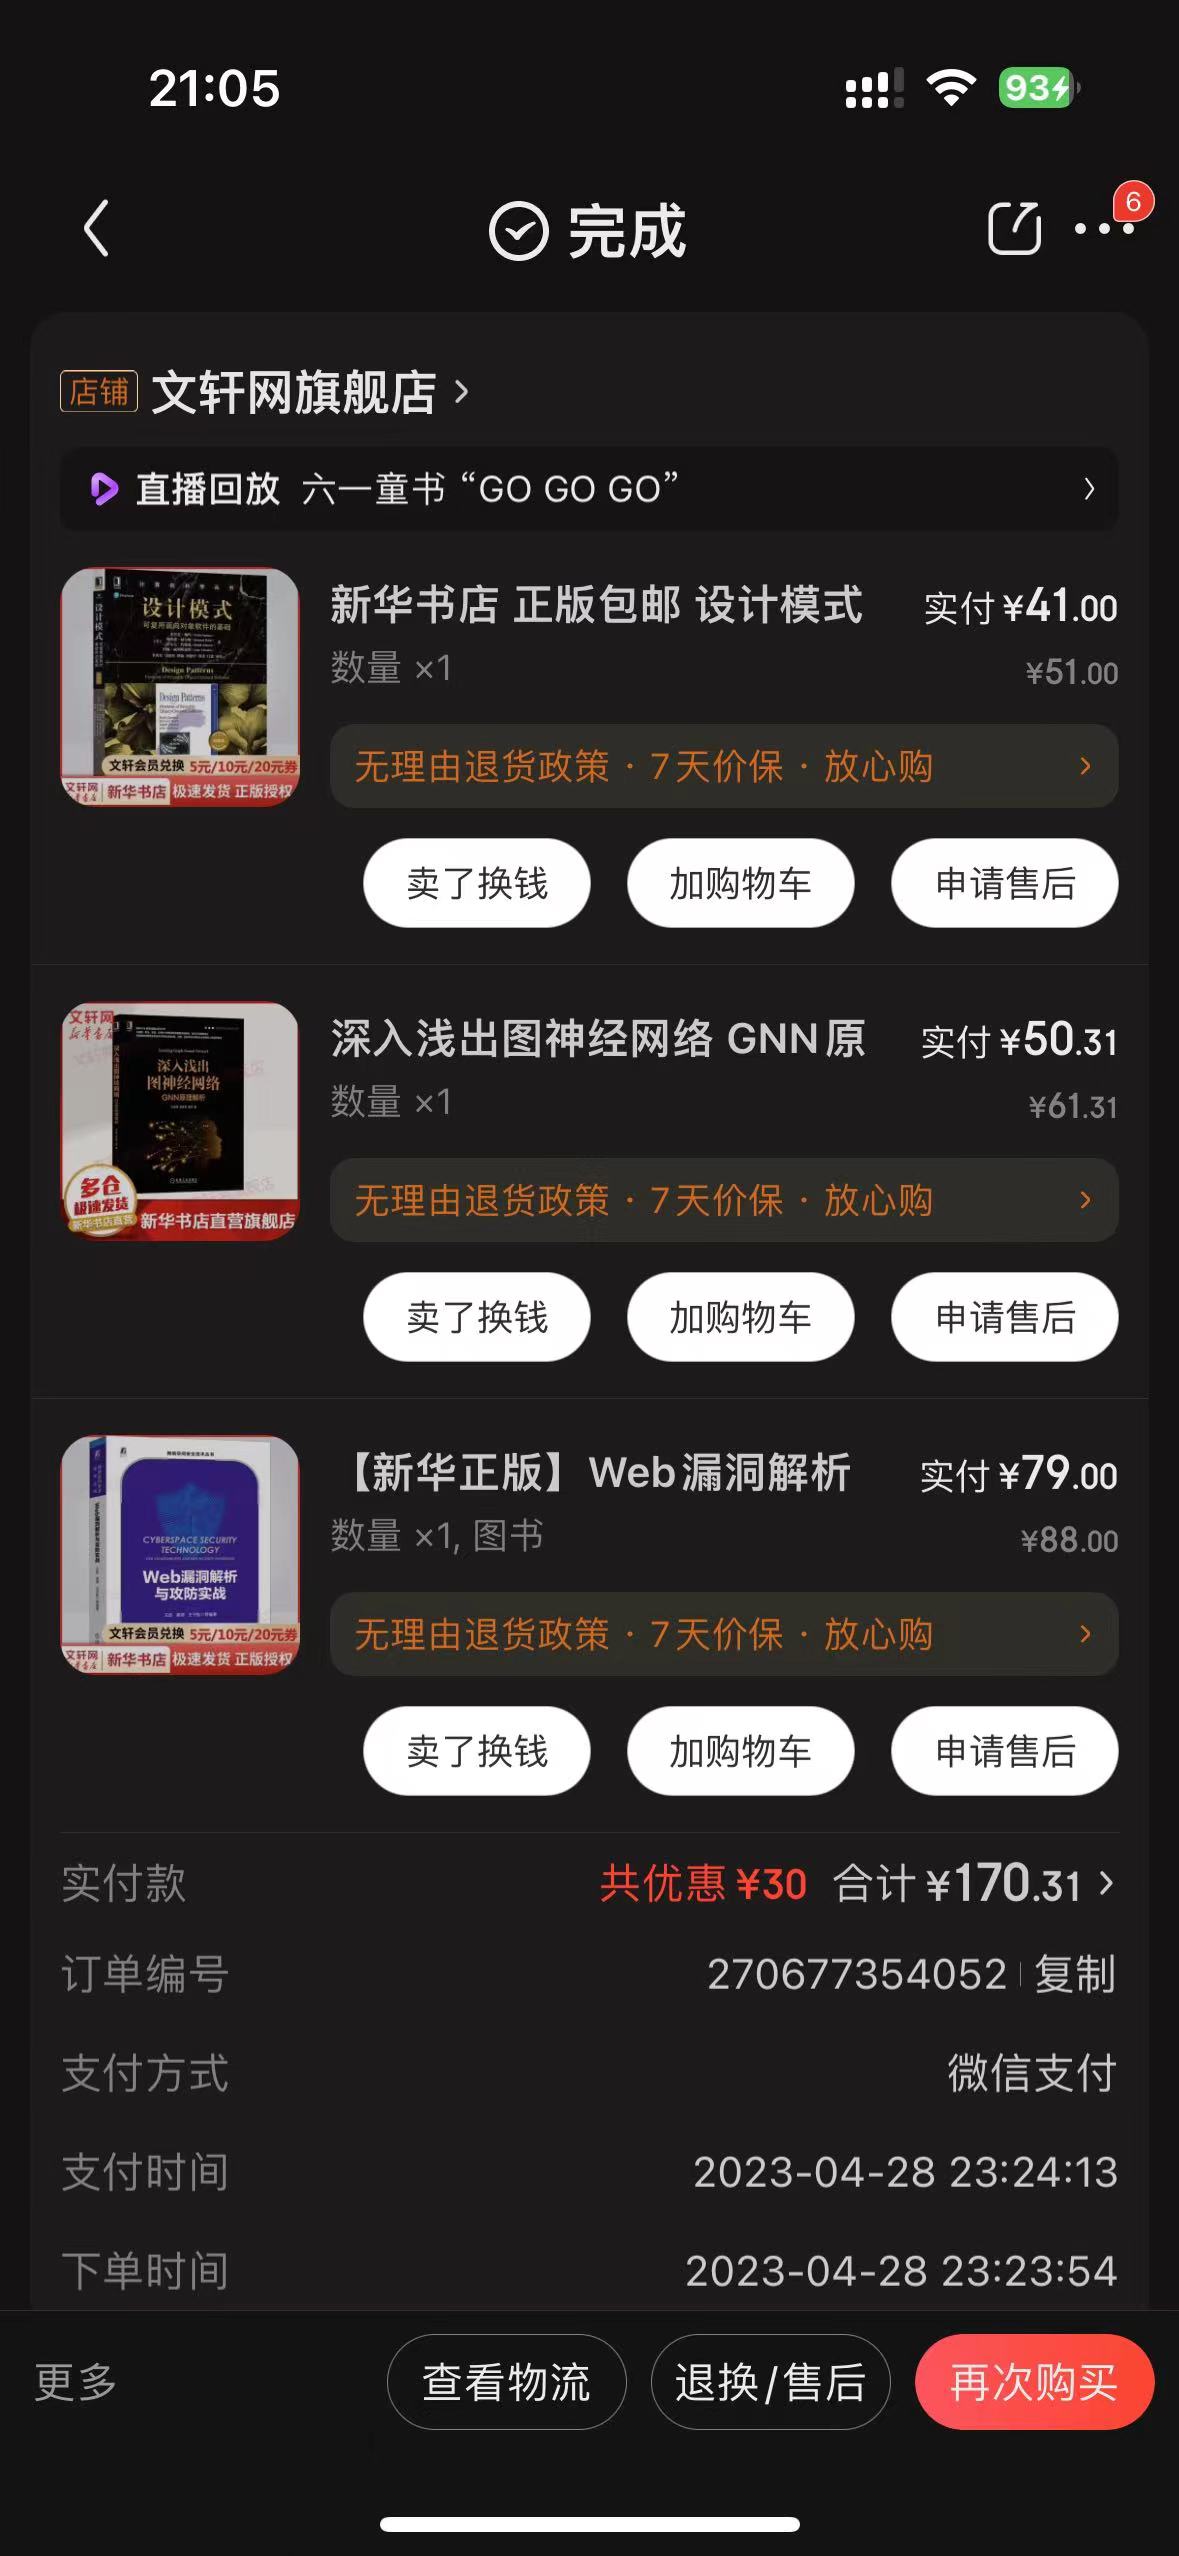 21:05
93
完成
6
店铺 文轩网旗舰店
直播回放 六一童书 “GO GO GO”
设计模式
可复用面向对象软件的基础
Design Patterns
Design Patterns
文轩会员兑换 5元/10元/20元券
文轩网 新华书店 极速发货 正版授权
新华书店 正版包邮 设计模式 实付 ¥41.00
数量 ×1 ¥51.00
无理由退货政策 · 7天价保 · 放心购
卖了换钱 加购物车 申请售后
文轩网
深入浅出
图神经网络
GNN原理解析
多仓
极速发货
新华书店直营
新华书店直营旗舰店
深入浅出图神经网络 GNN原 实付 ¥50.31
数量 ×1 ¥61.31
无理由退货政策 · 7天价保 · 放心购
卖了换钱 加购物车 申请售后
CYBERSPACE SECURITY
TECHNOLOGY
Web漏洞解析
与攻防实战
文轩会员兑换 5元/10元/20元券
文轩网 新华书店 极速发货 正版授权
【新华正版】Web漏洞解析 实付 ¥79.00
数量 ×1, 图书 ¥88.00
无理由退货政策 · 7天价保 · 放心购
卖了换钱 加购物车 申请售后
实付款 共优惠 ¥30 合计 ¥170.31
订单编号 270677354052 复制
支付方式 微信支付
支付时间 2023-04-28 23:24:13
下单时间 2023-04-28 23:23:54
更多 查看物流 退换/售后 再次购买